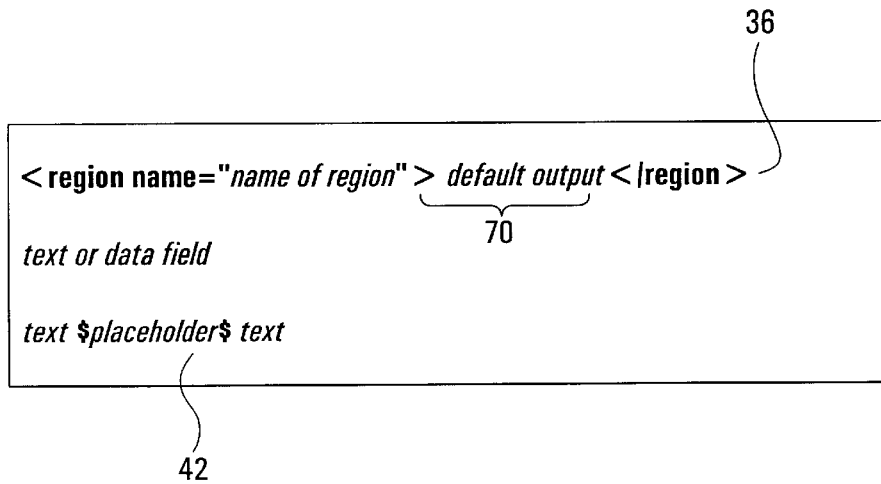 36
<region name="name of region"> default output <|region>
70
text or data field
text $placeholder$ text
42